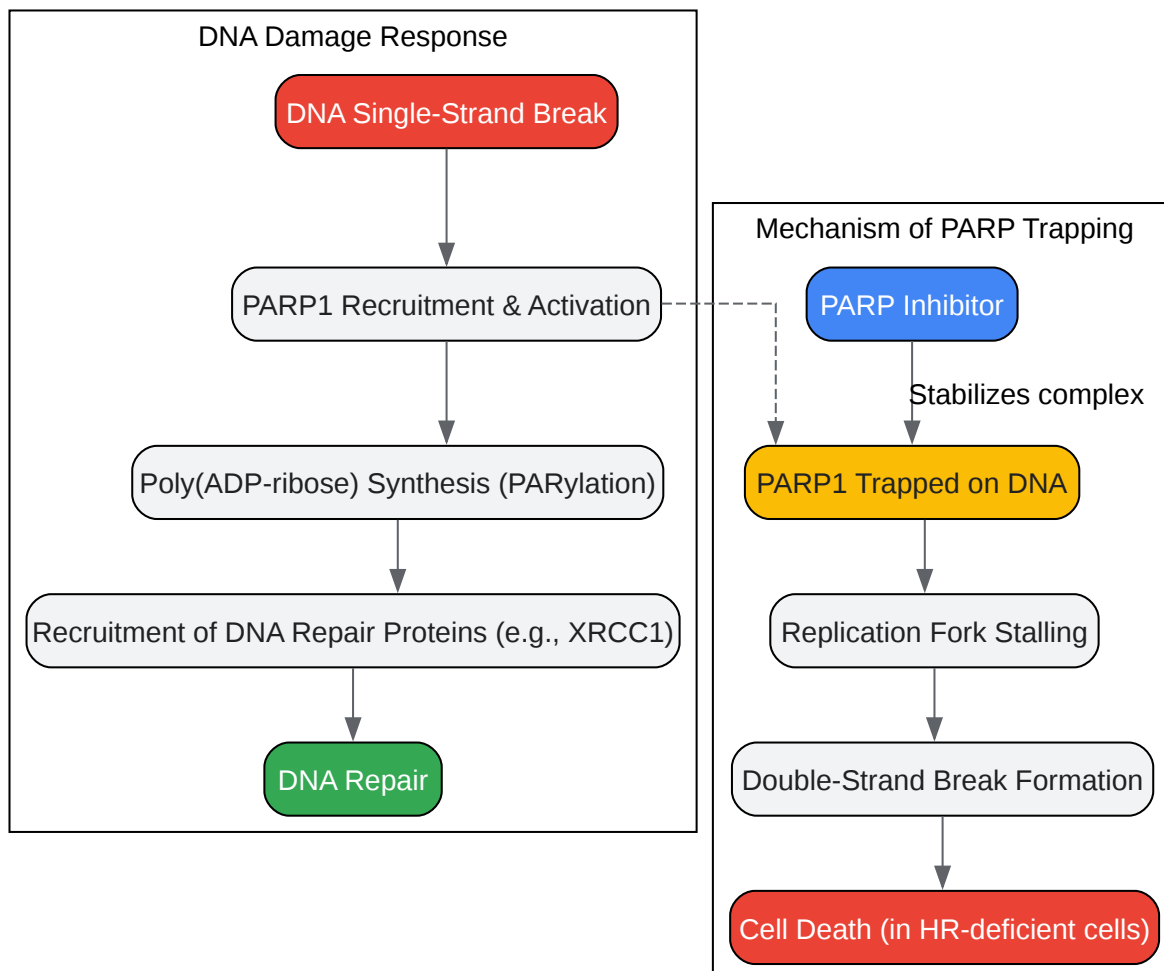 DNA Damage Response
DNA Single-Strand Break
PARP1 Recruitment & Activation
Poly(ADP-ribose) Synthesis (PARylation)
Recruitment of DNA Repair Proteins (e.g., XRCC1)
DNA Repair
Mechanism of PARP Trapping
PARP Inhibitor
Stabilizes complex
PARP1 Trapped on DNA
Replication Fork Stalling
Double-Strand Break Formation
Cell Death (in HR-deficient cells)